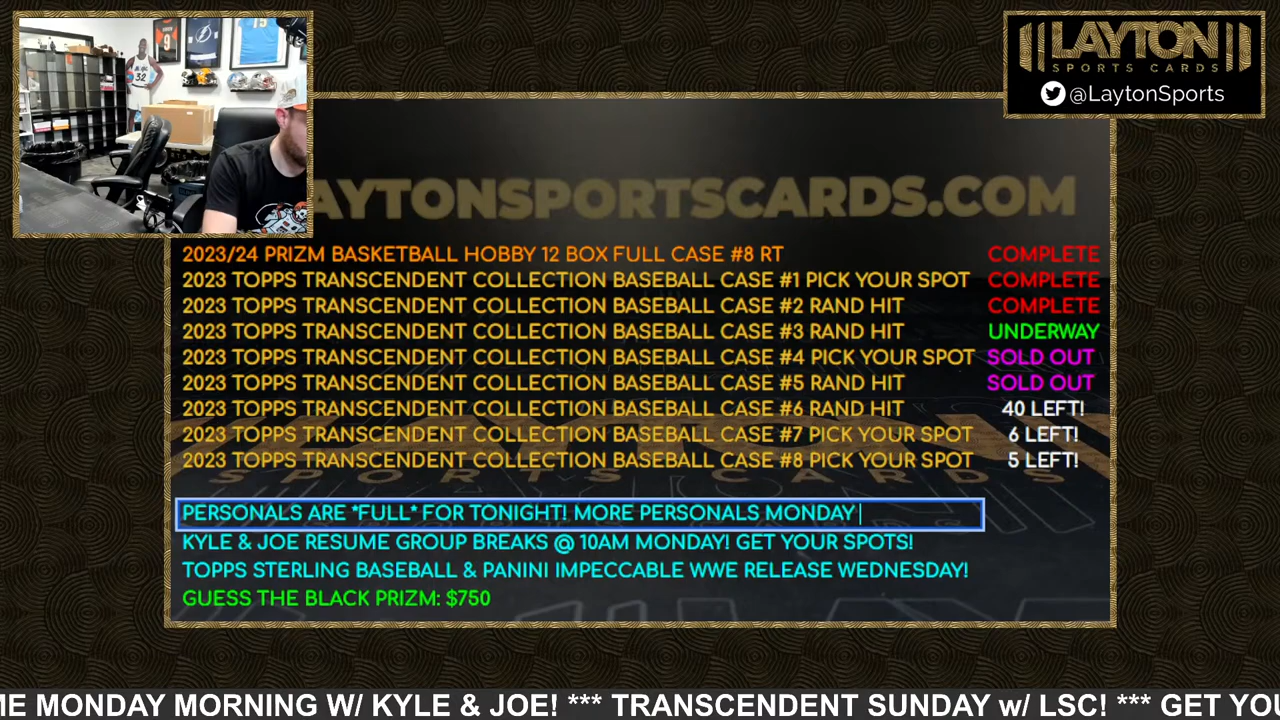 LAYTON
SPORTS CARDS
@LaytonSports
LAYTONSPORTSCARDS.COM
2023/24 PRIZM BASKETBALL HOBBY 12 BOX FULL CASE #8 RT COMPLETE
2023 TOPPS TRANSCENDENT COLLECTION BASEBALL CASE #1 PICK YOUR SPOT COMPLETE
2023 TOPPS TRANSCENDENT COLLECTION BASEBALL CASE #2 RAND HIT COMPLETE
2023 TOPPS TRANSCENDENT COLLECTION BASEBALL CASE #3 RAND HIT UNDERWAY
2023 TOPPS TRANSCENDENT COLLECTION BASEBALL CASE #4 PICK YOUR SPOT SOLD OUT
2023 TOPPS TRANSCENDENT COLLECTION BASEBALL CASE #5 RAND HIT SOLD OUT
2023 TOPPS TRANSCENDENT COLLECTION BASEBALL CASE #6 RAND HIT 40 LEFT!
2023 TOPPS TRANSCENDENT COLLECTION BASEBALL CASE #7 PICK YOUR SPOT 6 LEFT!
2023 TOPPS TRANSCENDENT COLLECTION BASEBALL CASE #8 PICK YOUR SPOT 5 LEFT!
SPORTS CARDS
PERSONALS ARE *FULL* FOR TONIGHT! MORE PERSONALS MONDAY
KYLE & JOE RESUME GROUP BREAKS @ 10AM MONDAY! GET YOUR SPOTS!
TOPPS STERLING BASEBALL & PANINI IMPECCABLE WWE RELEASE WEDNESDAY!
GUESS THE BLACK PRIZM: $750
ME MONDAY MORNING W/ KYLE & JOE! *** TRANSCENDENT SUNDAY w/ LSC! *** GET YOU